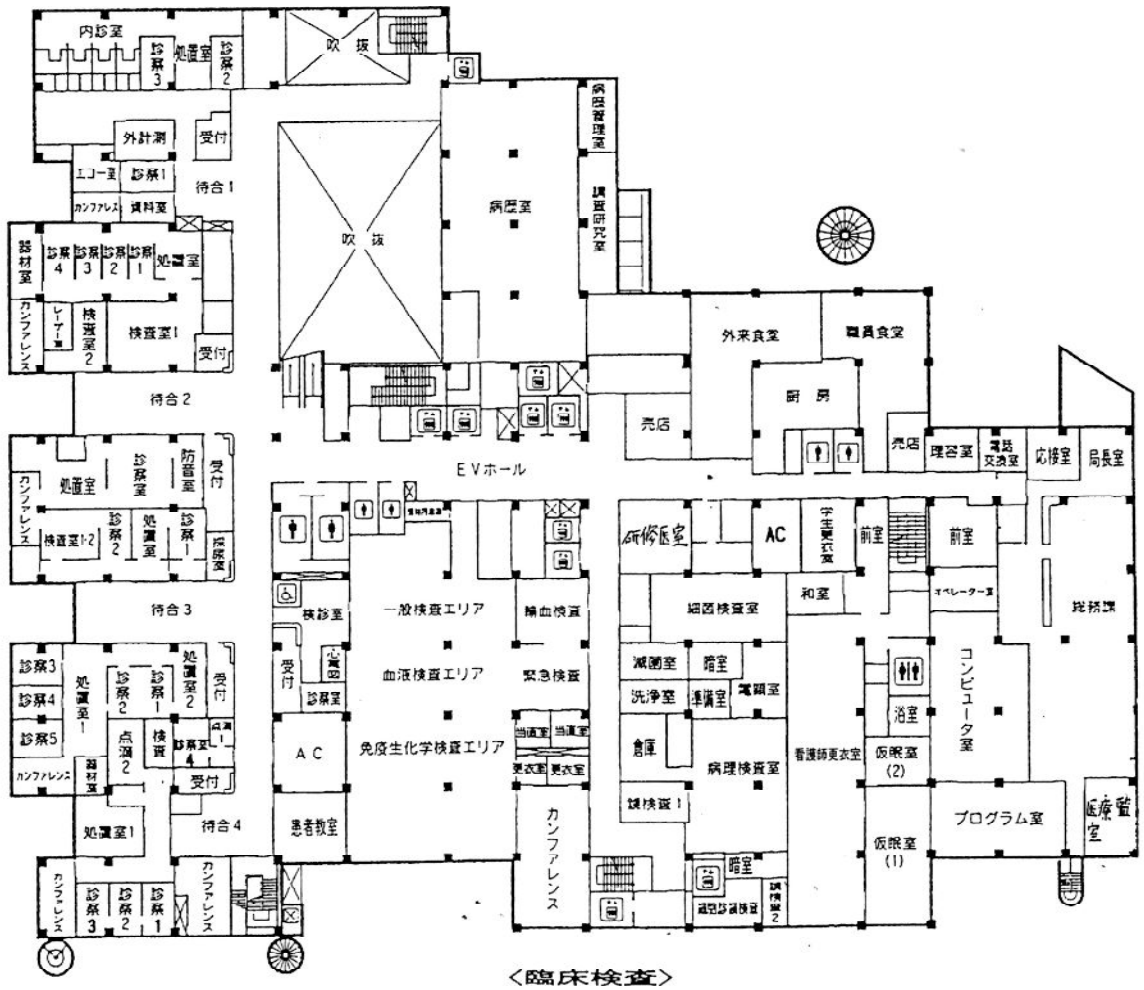 内診室
診察3
処置室
診察2
吹 抜
病歴管理室
外計測
受付
エコー室
診察1
待合1
カンファレス
資料室
吹 抜
病歴室
調査研究室
器材室
診察4
診察3
診察2
診察1
処置室
カンファレンス
レーザー室
検査室2
検査室1
受付
待合2
外来食堂
職員食堂
厨 房
売店
売店
理容室
電話交換室
応接室
局長室
EVホール
カンファレンス
処置室
診察室
防音室
受付
検査室1・2
診察2
処置室
診察1
採尿室
研修医室
AC
学生更衣室
前室
前室
待合3
検診室
一般検査エリア
輸血検査
細菌検査室
和室
オペレーター室
総務課
診察3
診察4
診察5
処置室1
診察2
診察1
処置室2
受付
受付
心電図
診察室
血液検査エリア
緊急検査
滅菌室
暗室
洗浄室
準備室
電顕室
コンピュータ室
浴室
カンファレンス
器材室
点滴2
検査
診察室4
点滴1
受付
AC
免疫生化学検査エリア
当直室
当直室
更衣室
更衣室
倉庫
病理検査室
看護師更衣室
仮眠室
(2)
鏡検査1
処置室1
待合4
患者教室
カンファレンス
仮眠室
(1)
プログラム室
医療監室
カンファレンス
診察3
診察2
診察1
カンファレンス
暗室
鏡検査2
<臨床検査>